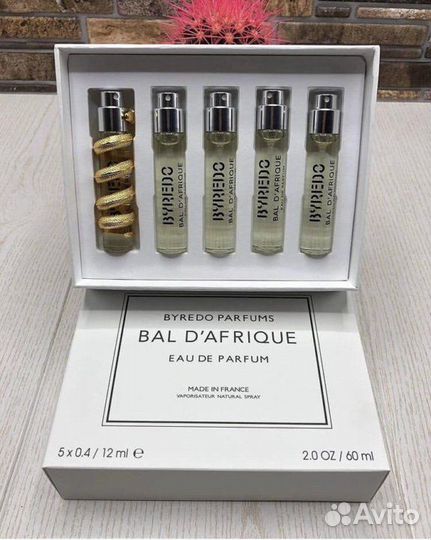 BYREDO
BYREDO
BAL D'AFRIQUE
BYREDO
BAL D'AFRIQUE
BYREDO
BAL D'AFRIQUE
EAU DE PARFUM
BYREDO
BAL D'AFRIQUE
BYREDO PARFUMS
BAL D'AFRIQUE
EAU DE PARFUM
MADE IN FRANCE
VAPORISATEUR NATURAL SPRAY
5 x 0.4 / 12 ml ℮
2.0 OZ / 60 ml
Avito